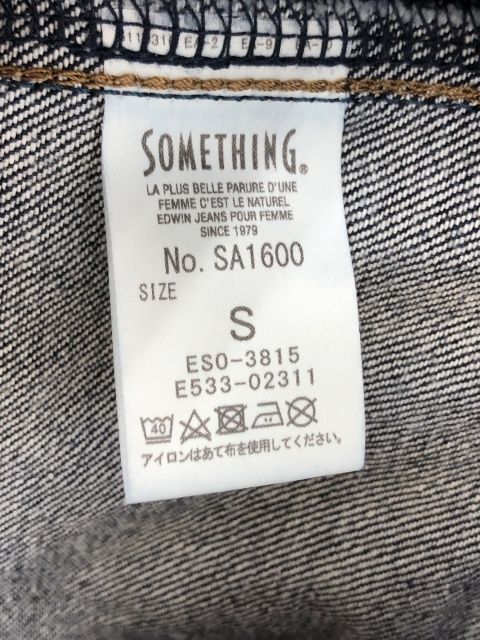 SOMETHING®
LA PLUS BELLE PARURE D'UNE
FEMME C'EST LE NATUREL
EDWIN JEANS POUR FEMME
SINCE 1979
No. SA1600
SIZE
S
ESO-3815
E533-02311
40
アイロンはあて布を使用してください。